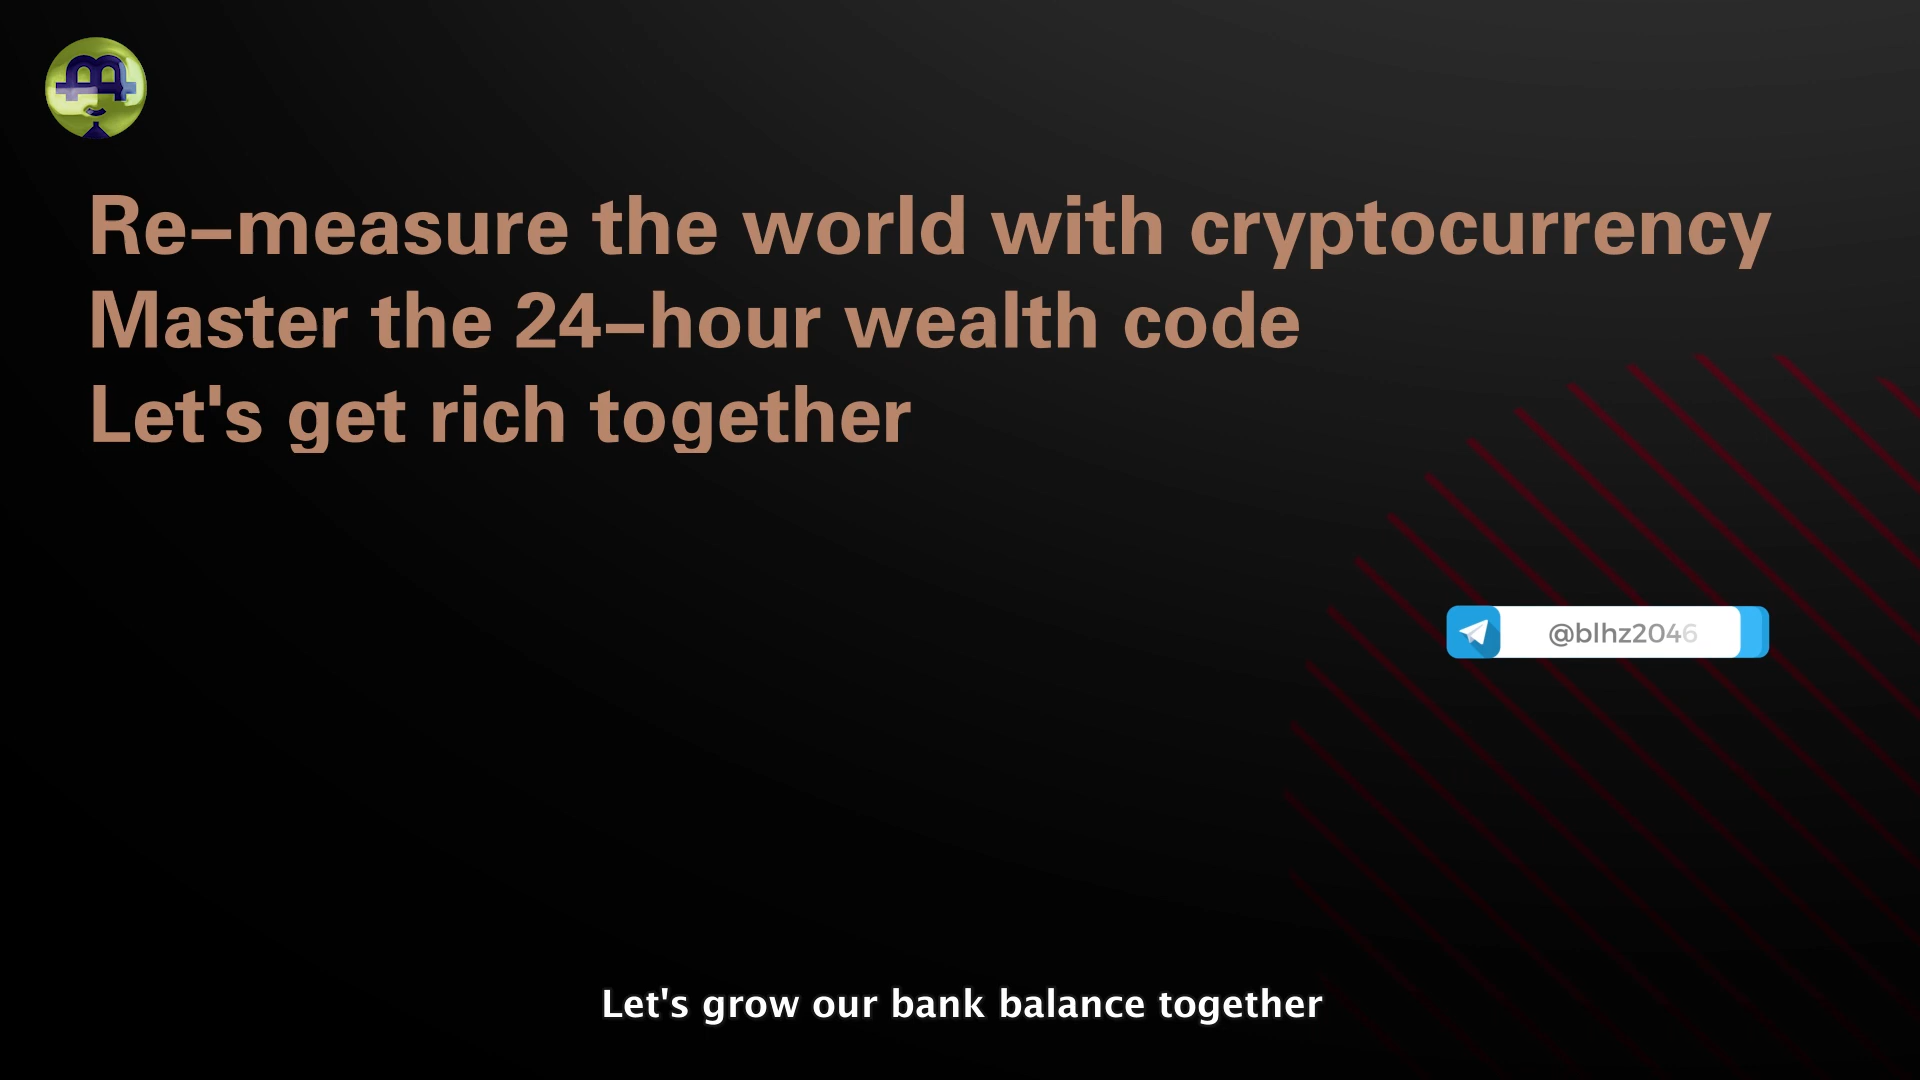 Re-measure the world with cryptocurrency
Master the 24-hour wealth code
Let's get rich together
@blhz2046
Let's grow our bank balance together